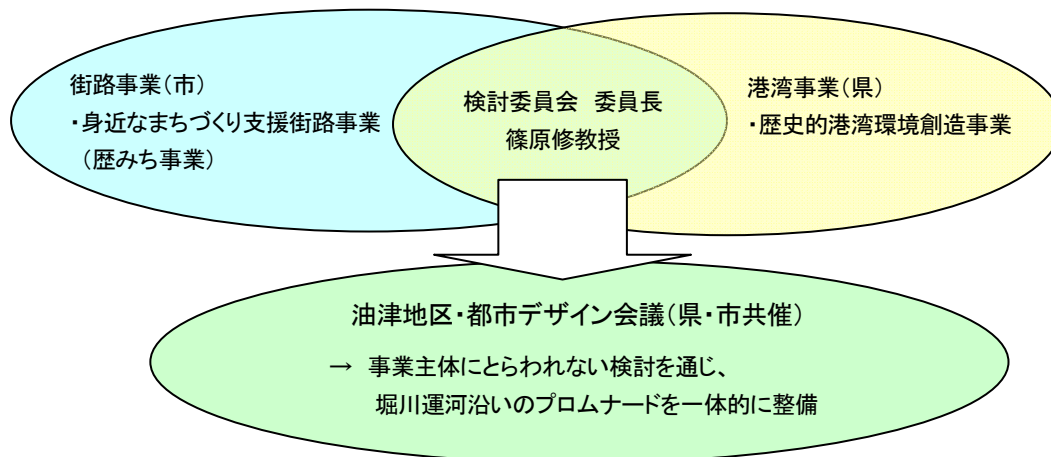 街路事業(市)
・身近なまちづくり支援街路事業
(歴みち事業)
検討委員会 委員長
篠原修教授
港湾事業(県)
・歴史的港湾環境創造事業
油津地区・都市デザイン会議(県・市共催)
→ 事業主体にとらわれない検討を通じ、
堀川運河沿いのプロムナードを一体的に整備